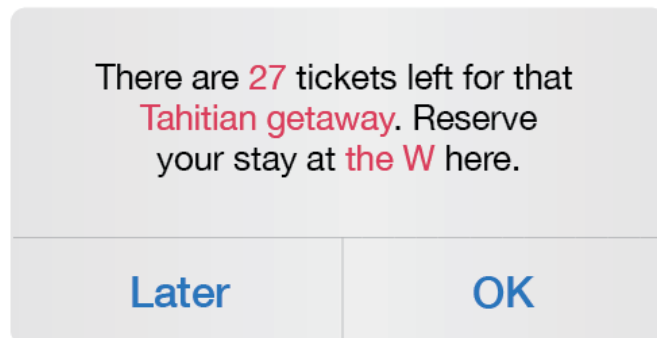 There are 27 tickets left for that
Tahitian getaway. Reserve
your stay at the W here.
Later
OK